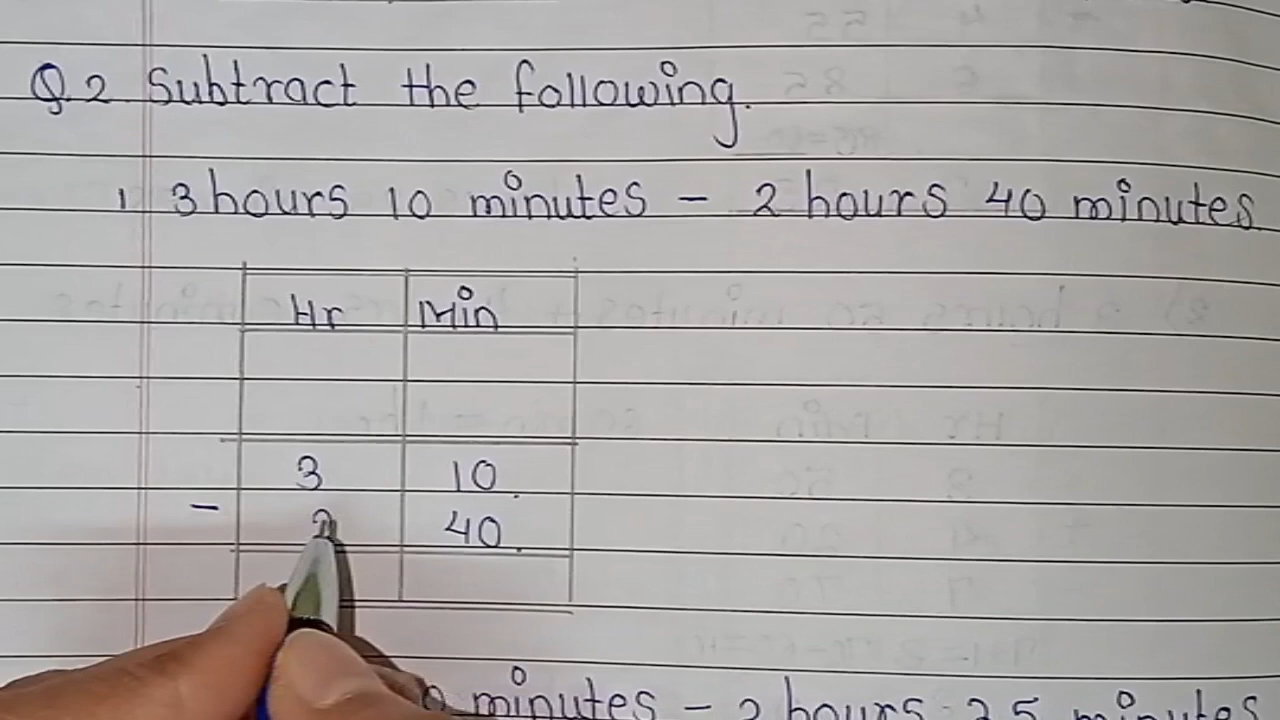 Q.2 Subtract the following.
1 3 hours 10 minutes - 2 hours 40 minutes
Hr Min
3 10
- 2 40
minutes - 2 hours 25 minutes